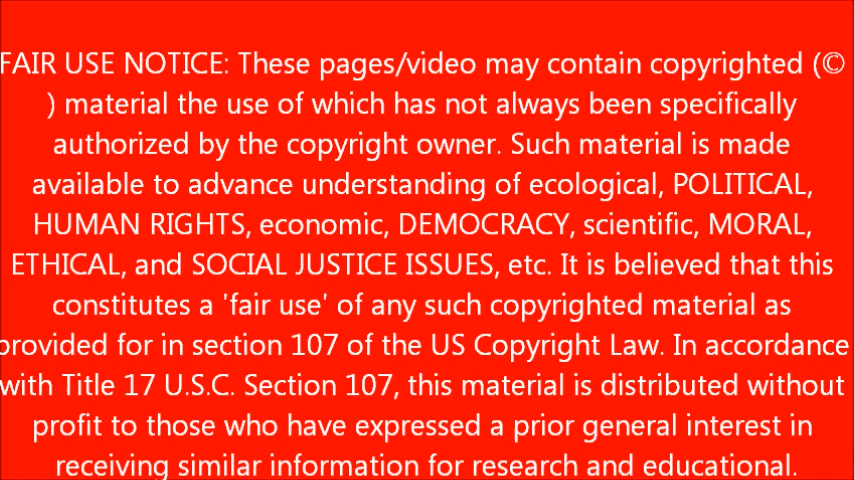 FAIR USE NOTICE: These pages/video may contain copyrighted (©
) material the use of which has not always been specifically
authorized by the copyright owner. Such material is made
available to advance understanding of ecological, POLITICAL,
HUMAN RIGHTS, economic, DEMOCRACY, scientific, MORAL,
ETHICAL, and SOCIAL JUSTICE ISSUES, etc. It is believed that this
constitutes a 'fair use' of any such copyrighted material as
provided for in section 107 of the US Copyright Law. In accordance
with Title 17 U.S.C. Section 107, this material is distributed without
profit to those who have expressed a prior general interest in
receiving similar information for research and educational.